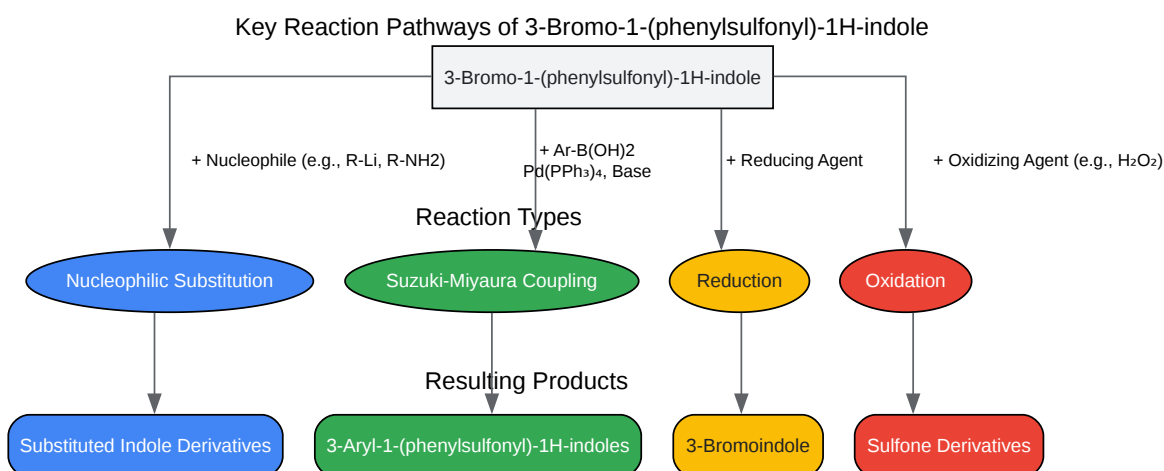 Key Reaction Pathways of 3-Bromo-1-(phenylsulfonyl)-1H-indole
3-Bromo-1-(phenylsulfonyl)-1H-indole
+ Nucleophile (e.g., R-Li, R-NH2)
+ Ar-B(OH)2
Pd(PPh₃)₄, Base
+ Reducing Agent
+ Oxidizing Agent (e.g., H₂O₂)
Reaction Types
Nucleophilic Substitution
Suzuki-Miyaura Coupling
Reduction
Oxidation
Resulting Products
Substituted Indole Derivatives
3-Aryl-1-(phenylsulfonyl)-1H-indoles
3-Bromoindole
Sulfone Derivatives